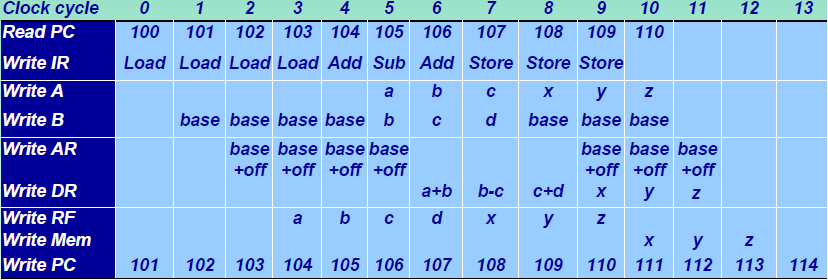 Clock cycle 0 1 2 3 4 5 6 7 8 9 10 11 12 13
Read PC 100 101 102 103 104 105 106 107 108 109 110
Write IR Load Load Load Load Add Sub Add Store Store Store
Write A a b c x y z
Write B base base base base b c d base base base
Write AR base base base base base base base
+off +off +off +off +off +off +off
Write DR a+b b-c c+d x y z
Write RF a b c d x y z
Write Mem x y z
Write PC 101 102 103 104 105 106 107 108 109 110 111 112 113 114